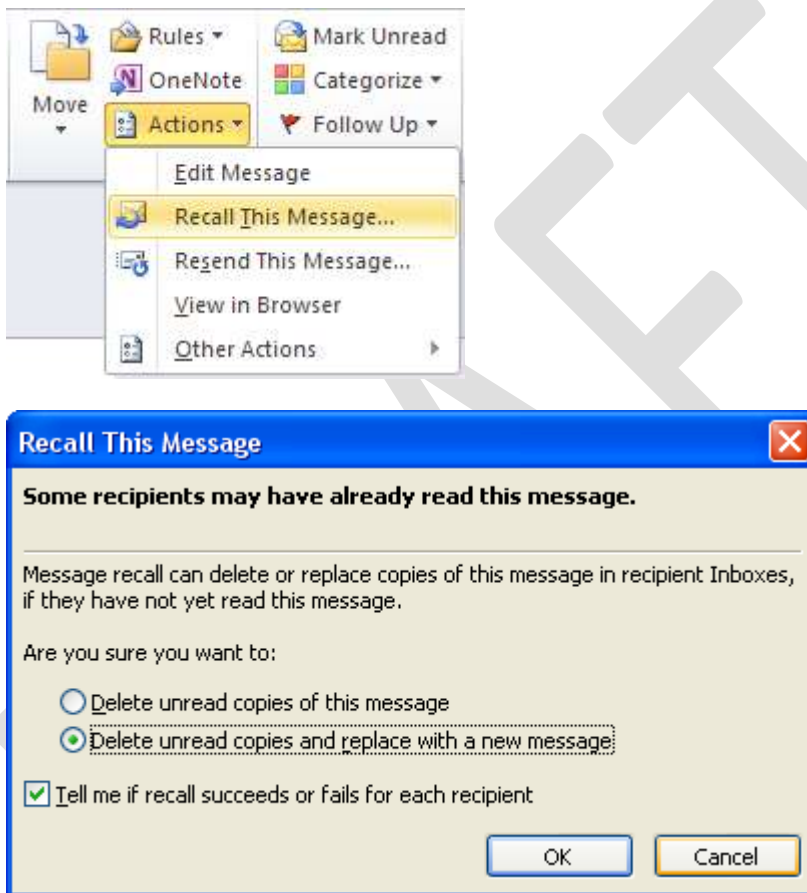 Move
Rules
OneNote
Actions
Mark Unread
Categorize
Follow Up
Edit Message
Recall This Message...
Resend This Message...
View in Browser
Other Actions
Recall This Message
Some recipients may have already read this message.
Message recall can delete or replace copies of this message in recipient Inboxes,
if they have not yet read this message.
Are you sure you want to:
Delete unread copies of this message
Delete unread copies and replace with a new message
Tell me if recall succeeds or fails for each recipient
OK Cancel